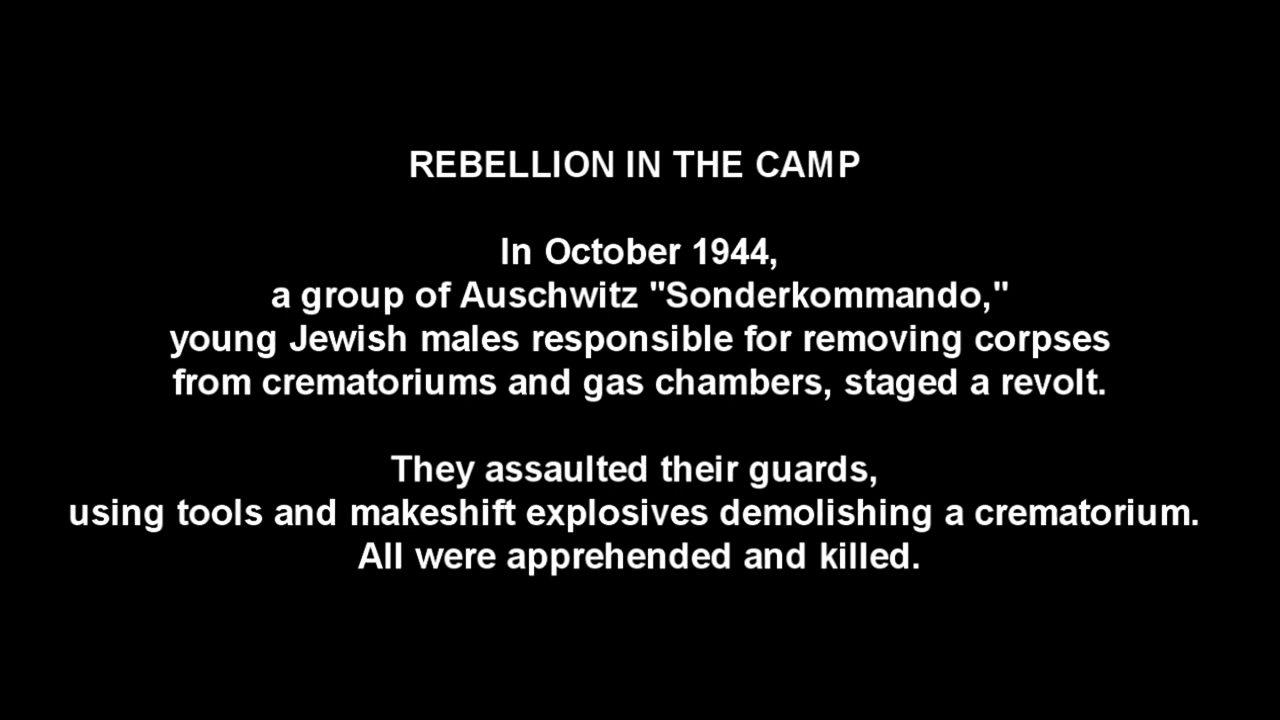 REBELLION IN THE CAMP
In October 1944,
a group of Auschwitz "Sonderkommando,"
young Jewish males responsible for removing corpses
from crematoriums and gas chambers, staged a revolt.
They assaulted their guards,
using tools and makeshift explosives demolishing a crematorium.
All were apprehended and killed.